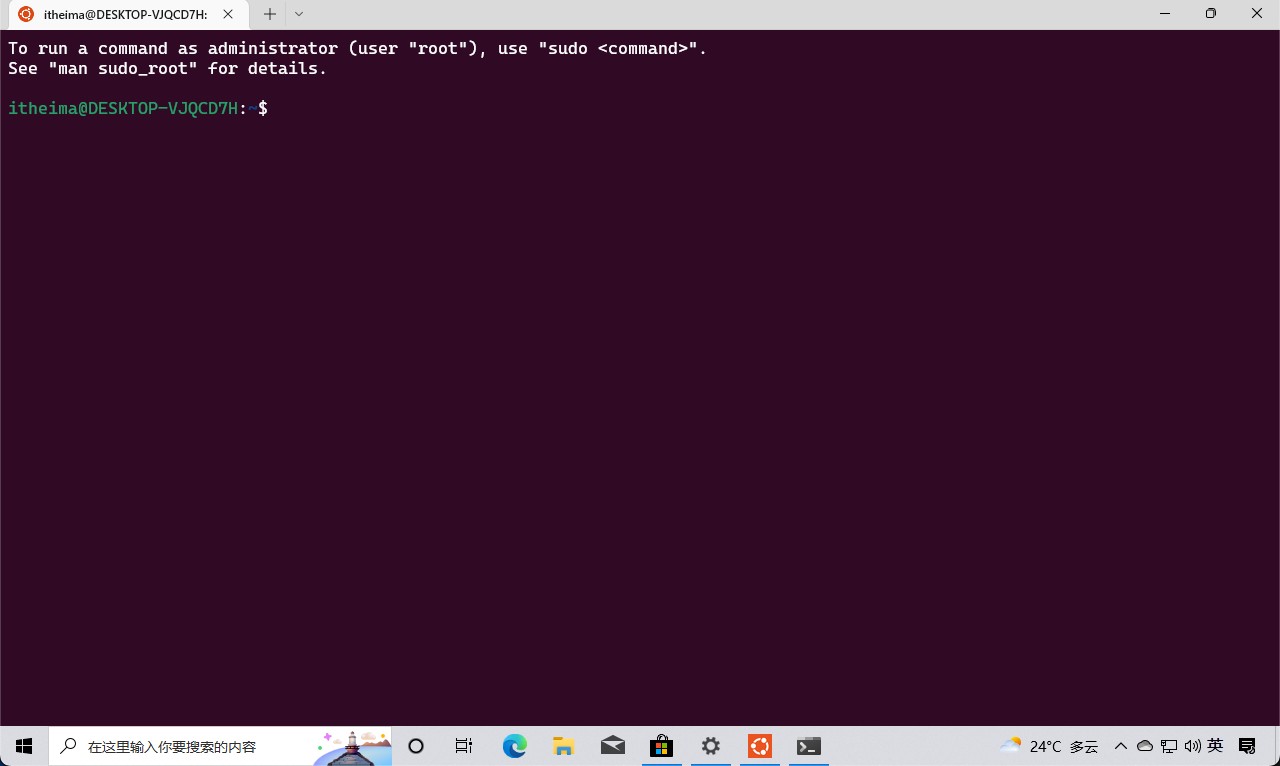 itheima@DESKTOP-VJQCD7H:
To run a command as administrator (user "root"), use "sudo <command>".
See "man sudo_root" for details.
itheima@DESKTOP-VJQCD7H:~$
在这里输入你要搜索的内容
24°C 多云
英